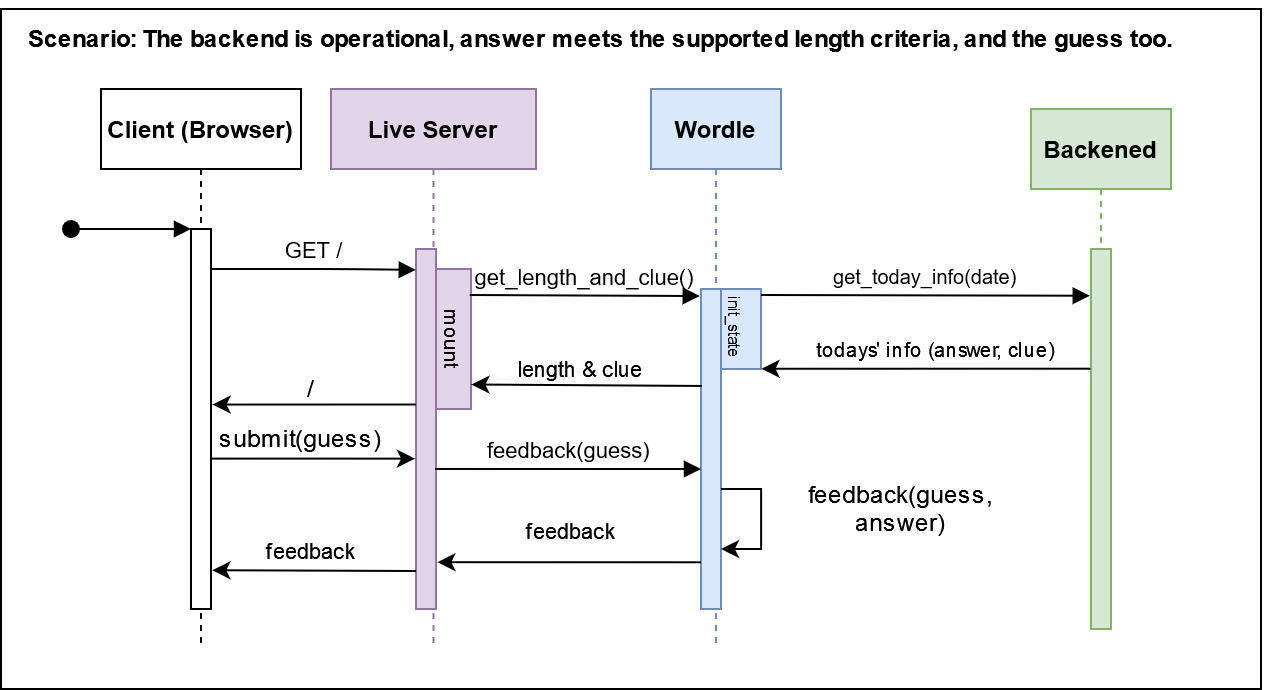 Scenario: The backend is operational, answer meets the supported length criteria, and the guess too.
Client (Browser)
Live Server
Wordle
Backened
GET /
get_length_and_clue()
get_today_info(date)
mount
init_state
todays' info (answer, clue)
length & clue
/
submit(guess)
feedback(guess)
feedback(guess,
answer)
feedback
feedback